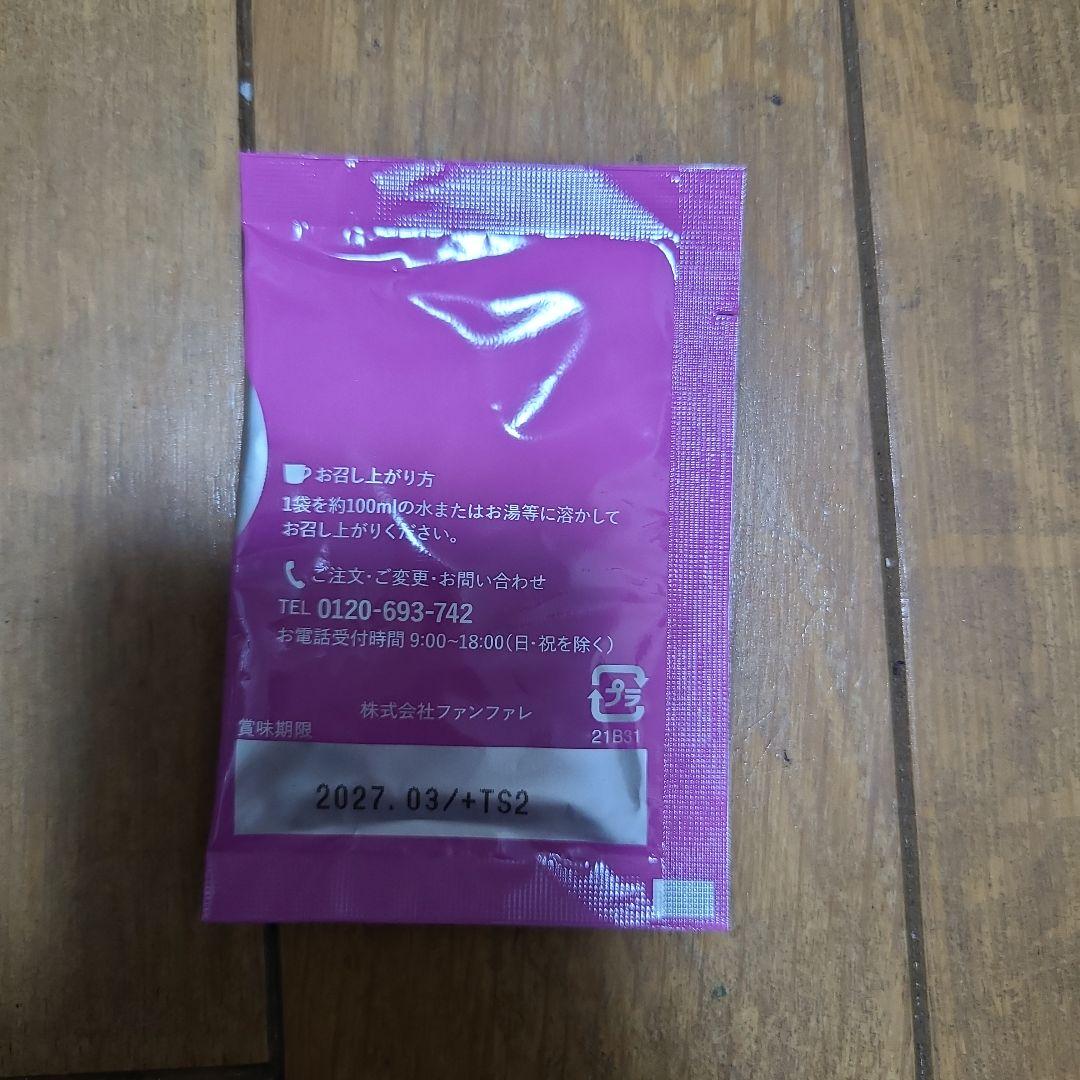 お召し上がり方
1袋を約100mlの水またはお湯等に溶かして
お召し上がりください。
ご注文・ご変更・お問い合わせ
TEL 0120-693-742
お電話受付時間 9:00~18:00(日・祝を除く)
プラ
株式会社ファンファレ
21B31
賞味期限
2027.03/+TS2